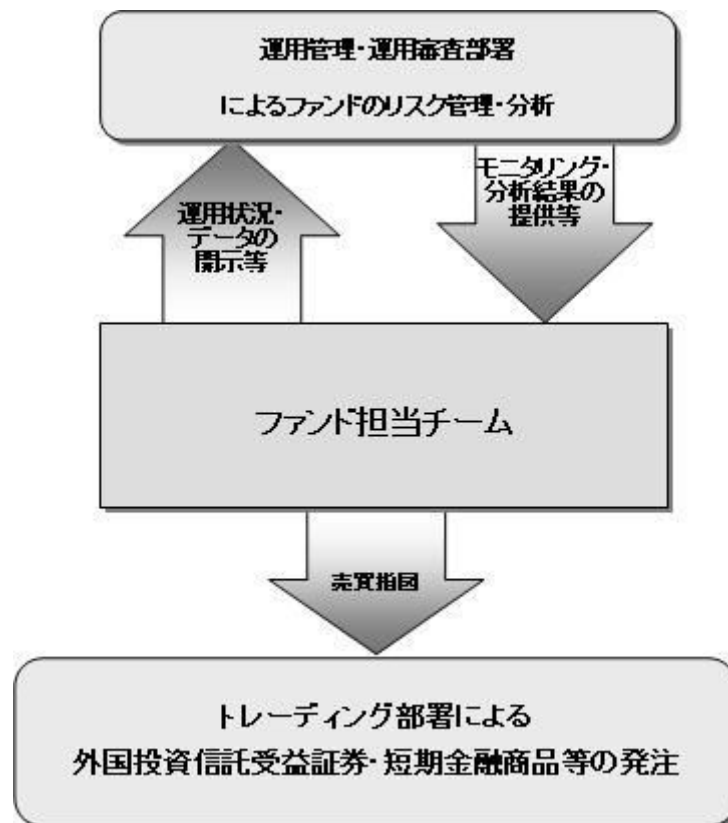 運用管理・運用審査部署
によるファンドのリスク管理・分析
運用状況・
データの
開示等
モニタリング・
分析結果の
提供等
ファンド担当チーム
売買指図
トレーディング部署による
外国投資信託受益証券・短期金融商品等の発注